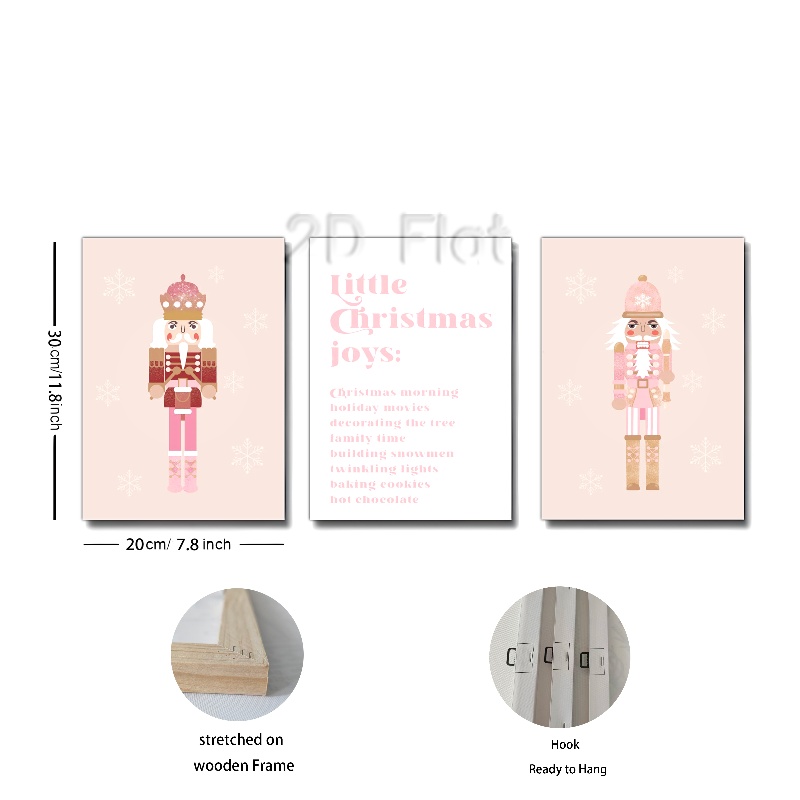 2D Flat
Little
Christmas
joys:
Christmas morning
holiday movies
decorating the tree
family time
building snowmen
twinkling lights
baking cookies
hot chocolate
30cm/11.8inch
20cm/ 7.8 inch
stretched on
wooden Frame
Hook
Ready to Hang